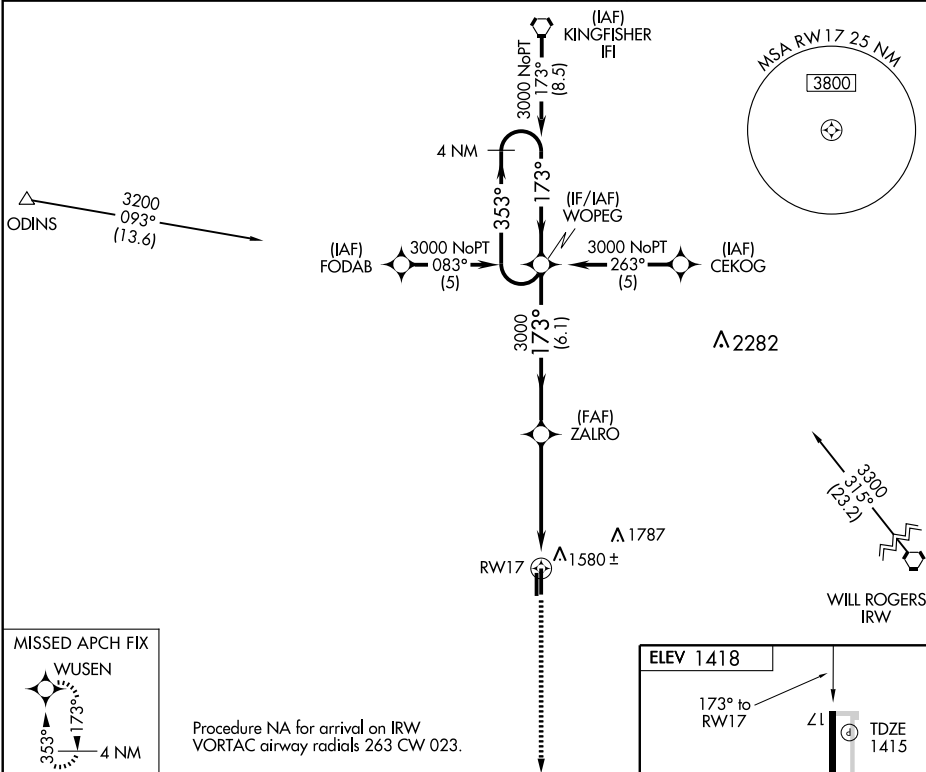 (IAF)
KINGFISHER
IFI
3000 NoPT
173°
(8.5)
MSA RW17 25 NM
3800
4 NM
353°
173°
(IF/IAF)
WOPEG
ODINS
3200
093°
(13.6)
(IAF)
FODAB
3000 NoPT
083°
(5)
3000 NoPT
263°
(5)
(IAF)
CEKOG
3000
173°
(6.1)
2282
(FAF)
ZALRO
3300
315°
(23.2)
1787
1580 ±
RW17
WILL ROGERS
IRW
MISSED APCH FIX
WUSEN
353°
173°
4 NM
Procedure NA for arrival on IRW
VORTAC airway radials 263 CW 023.
ELEV 1418
173° to
RW17
17
P
TDZE
1415